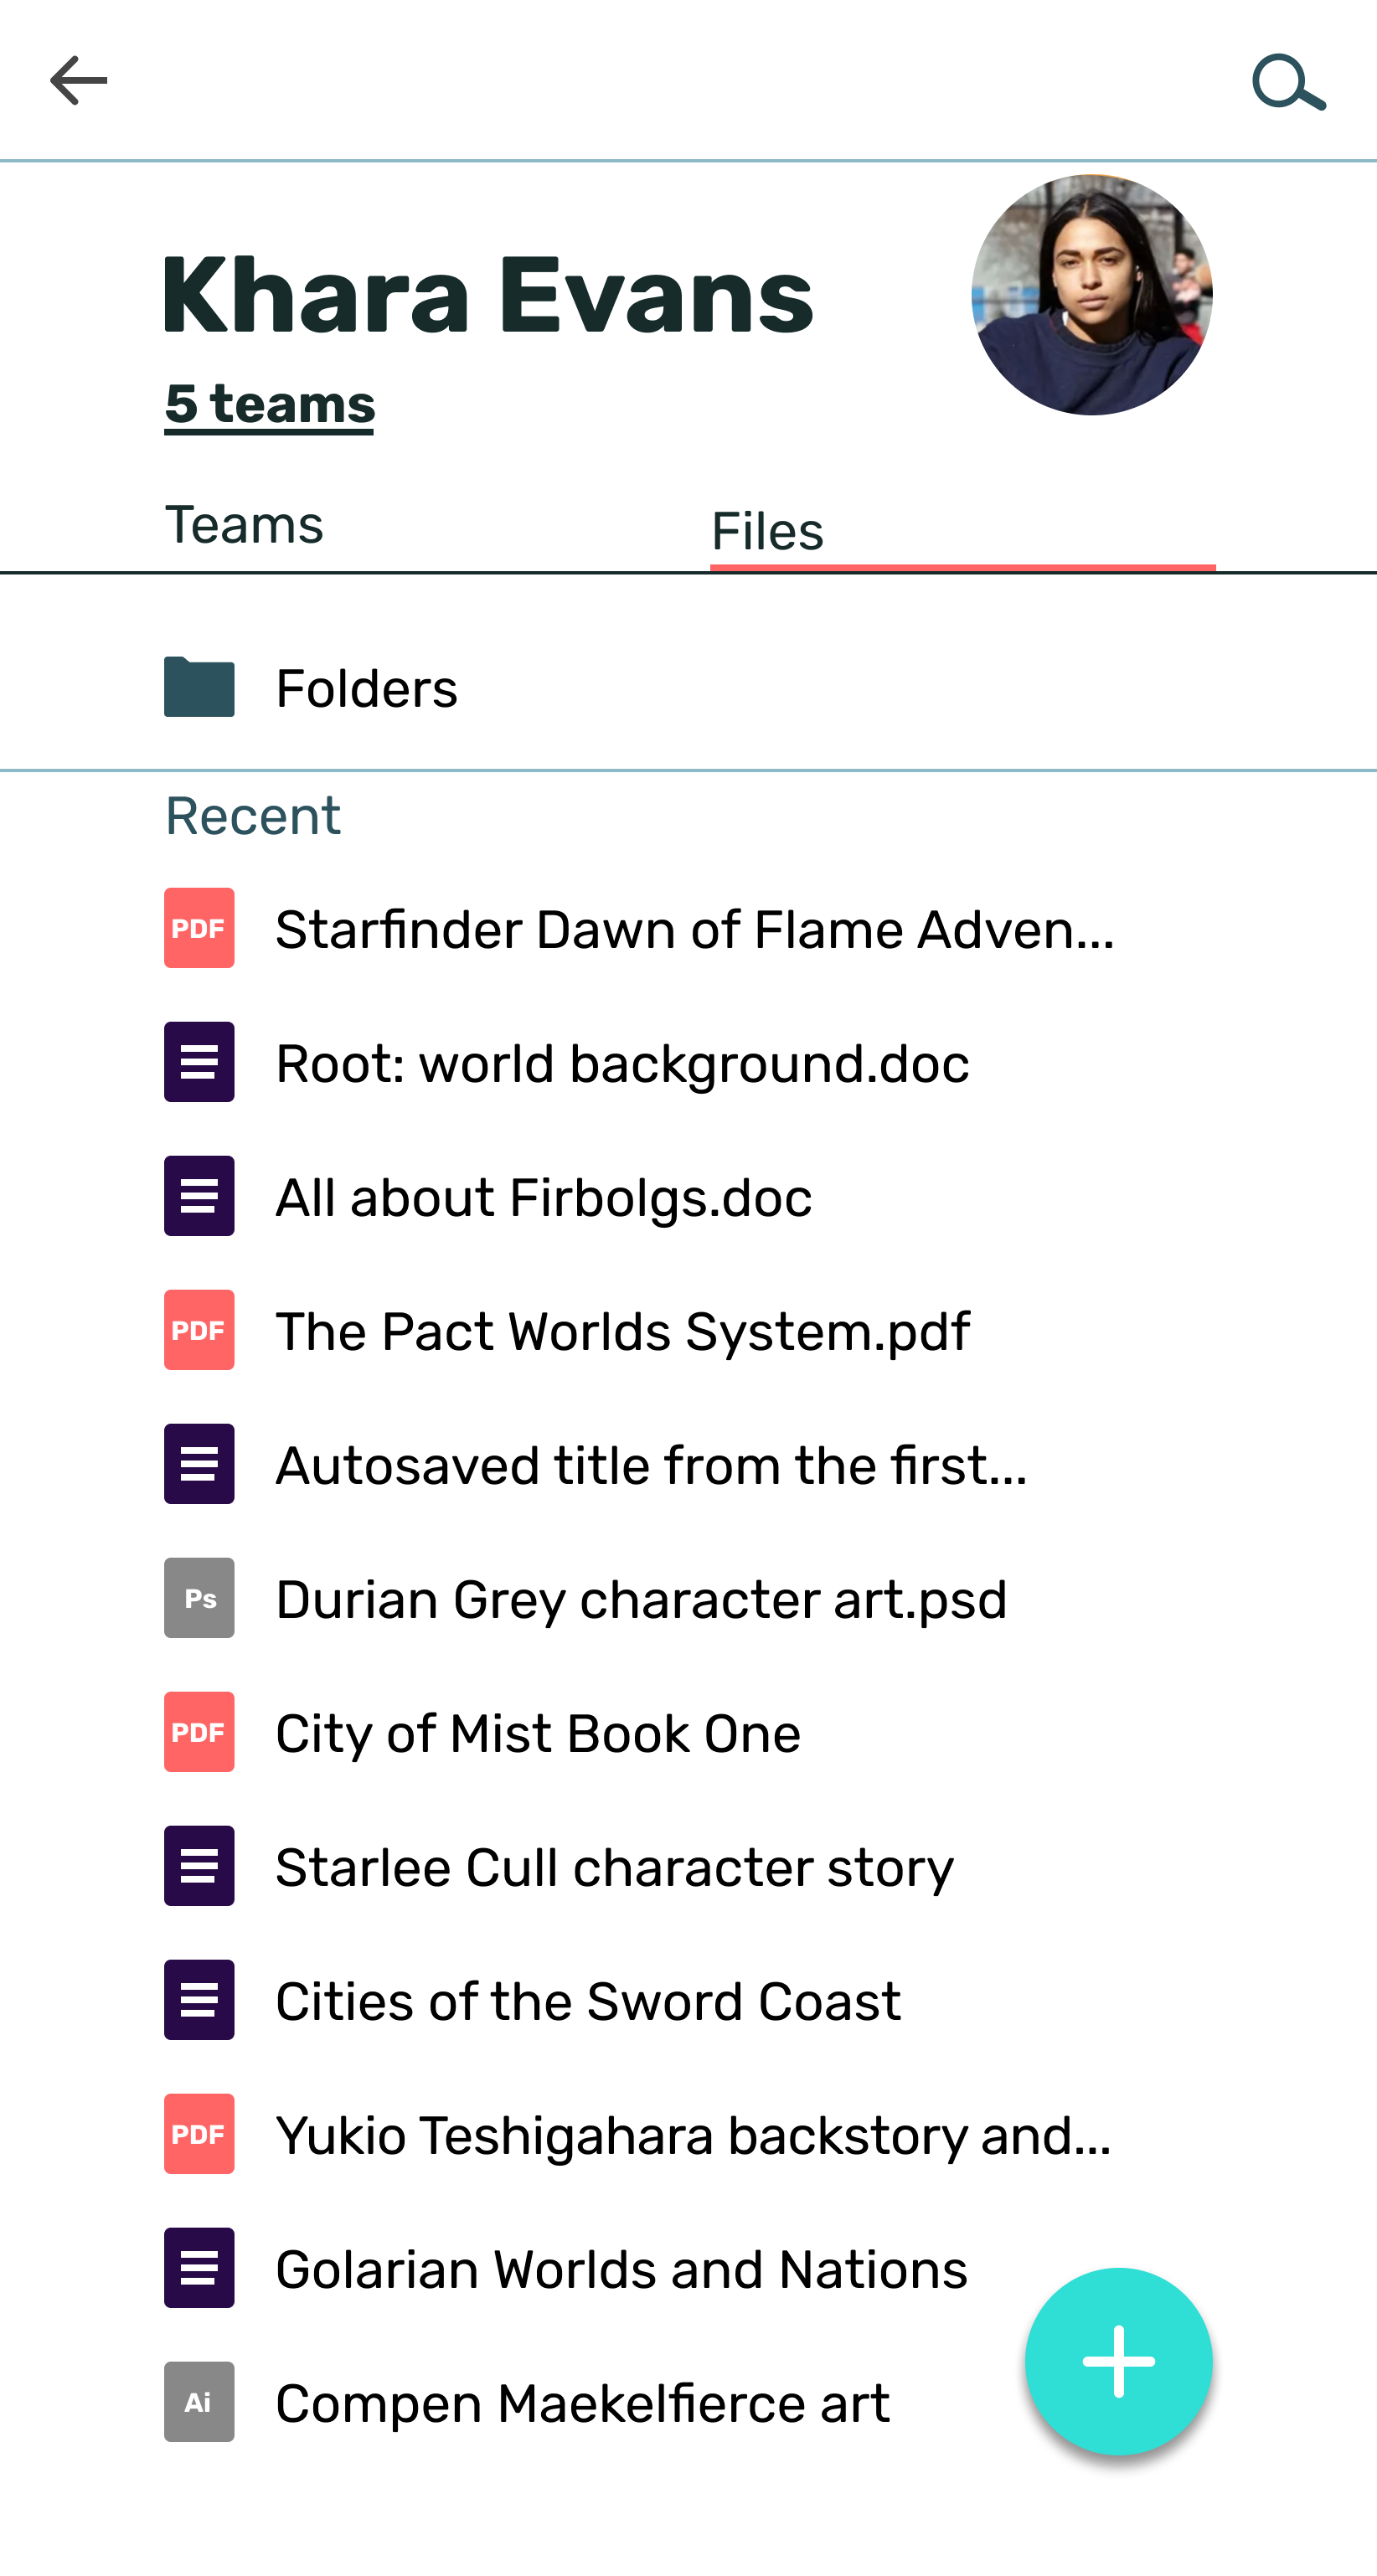 Khara Evans
5 teams
Teams
Files
Folders
Recent
PDF Starfinder Dawn of Flame Adven...
Root: world background.doc
All about Firbolgs.doc
PDF The Pact Worlds System.pdf
Autosaved title from the first...
Ps Durian Grey character art.psd
PDF City of Mist Book One
Starlee Cull character story
Cities of the Sword Coast
PDF Yukio Teshigahara backstory and...
Golarian Worlds and Nations
Ai Compen Maekelfierce art